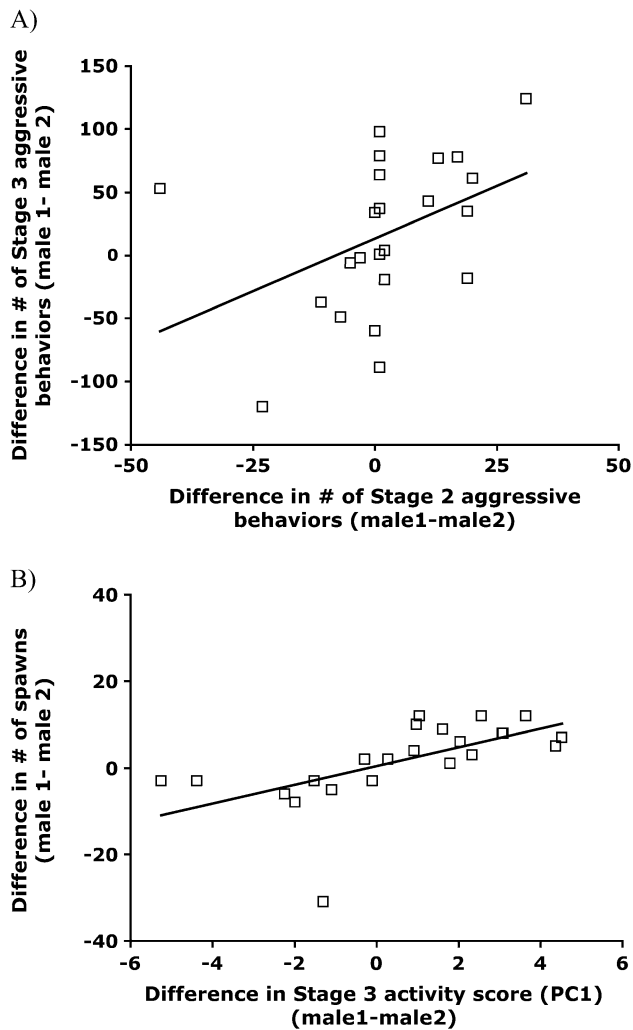 A)
Difference in # of Stage 3 aggressive
behaviors (male 1- male 2)
150
100
50
0
-50
-100
-150
-50
-25
0
25
50
Difference in # of Stage 2 aggressive
behaviors (male1-male2)
B)
Difference in # of spawns
(male 1- male 2)
40
20
0
-20
-40
-6
-4
-2
0
2
4
6
Difference in Stage 3 activity score (PC1)
(male1-male2)